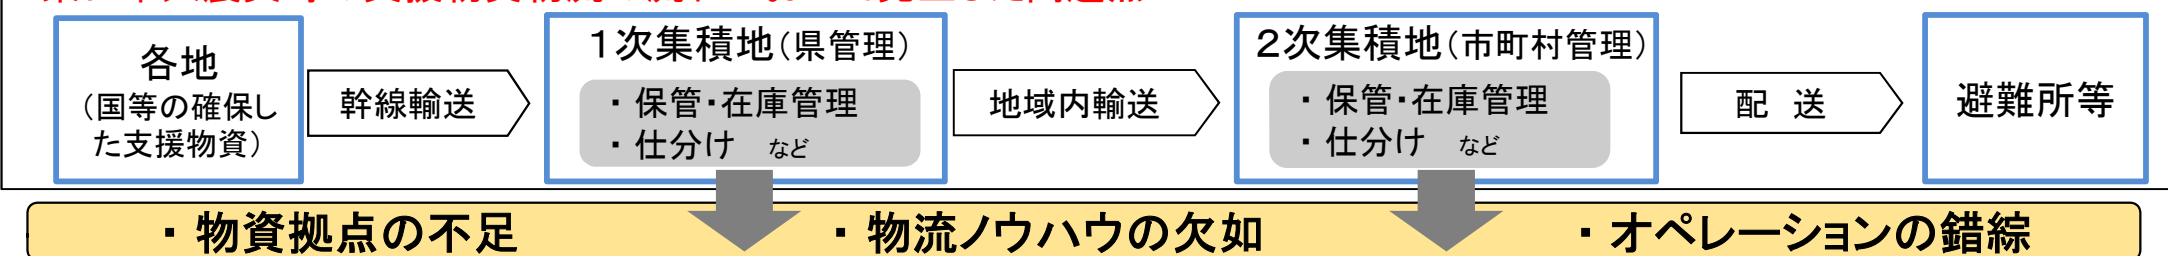 各地
（国等の確保し
た支援物資）
幹線輸送
１次集積地（県管理）
・保管・在庫管理
・仕分け　など
地域内輸送
２次集積地（市町村管理）
・保管・在庫管理
・仕分け　など
配　送
避難所等
・物資拠点の不足
・物流ノウハウの欠如
・オペレーションの錯綜